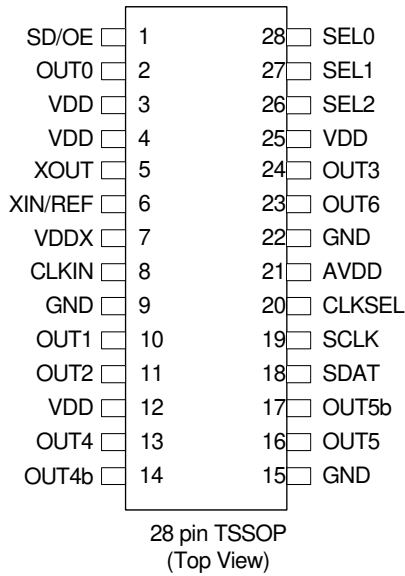 SD/OE 1 28 SEL0
OUT0 2 27 SEL1
VDD 3 26 SEL2
VDD 4 25 VDD
XOUT 5 24 OUT3
XIN/REF 6 23 OUT6
VDDX 7 22 GND
CLKIN 8 21 AVDD
GND 9 20 CLKSEL
OUT1 10 19 SCLK
OUT2 11 18 SDAT
VDD 12 17 OUT5b
OUT4 13 16 OUT5
OUT4b 14 15 GND
28 pin TSSOP
(Top View)